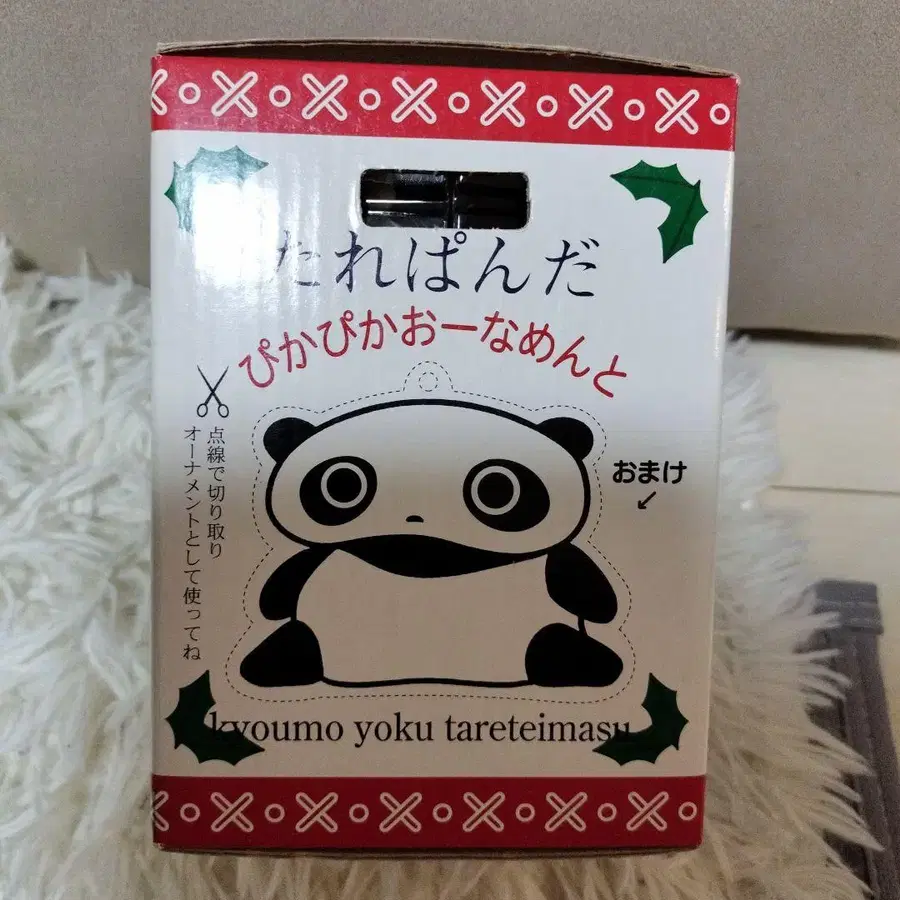 たれぱんだ
ぴかぴかおーなめんと
点線で切り取り
オーナメントとして使ってね
おまけ
kyoumo yoku tareteimasu